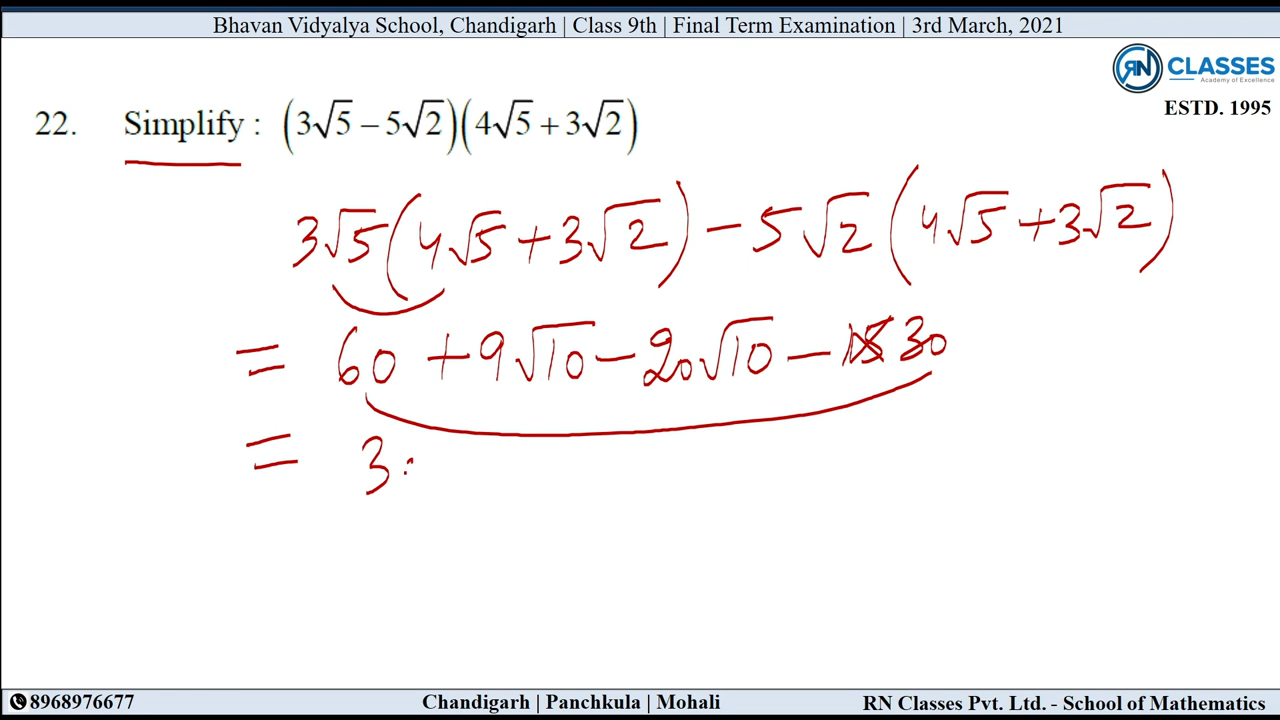 Bhavan Vidyalya School, Chandigarh | Class 9th | Final Term Examination | 3rd March, 2021
RN CLASSES
Academy of Excellence
ESTD. 1995
22. Simplify : (3√5 − 5√2)(4√5 + 3√2)
3√5(4√5 + 3√2) − 5√2(4√5 + 3√2)
= 60 + 9√10 − 20√10 − 30
= 3
8968976677
Chandigarh | Panchkula | Mohali
RN Classes Pvt. Ltd. - School of Mathematics